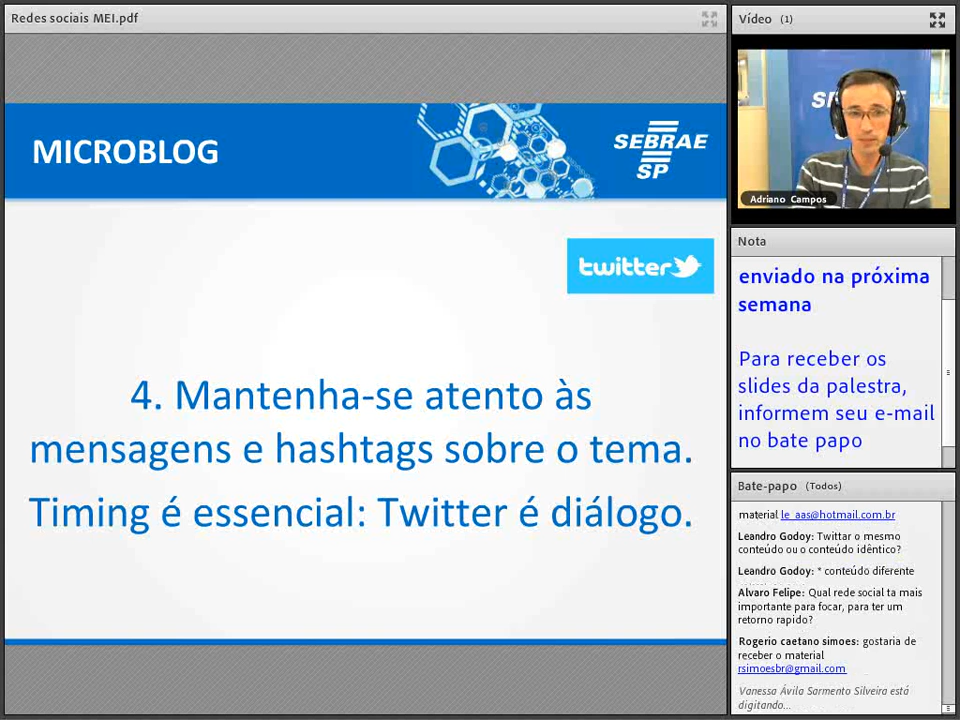 Redes sociais MEI.pdf
MICROBLOG
SEBRAE
SP
twitter
4. Mantenha-se atento às
mensagens e hashtags sobre o tema.
Timing é essencial: Twitter é diálogo.
Vídeo (1)
Adriano Campos
Nota
enviado na próxima
semana
Para receber os
slides da palestra,
informem seu e-mail
no bate papo
Bate-papo (Todos)
material le_aas@hotmail.com.br
Leandro Godoy: Twittar o mesmo
conteúdo ou o conteúdo idêntico?
Leandro Godoy: * conteúdo diferente
Alvaro Felipe: Qual rede social ta mais
importante para focar, para ter um
retorno rapido?
Rogerio caetano simoes: gostaria de
receber o material
rsimoesbr@gmail.com
Vanessa Ávila Sarmento Silveira está
digitando...